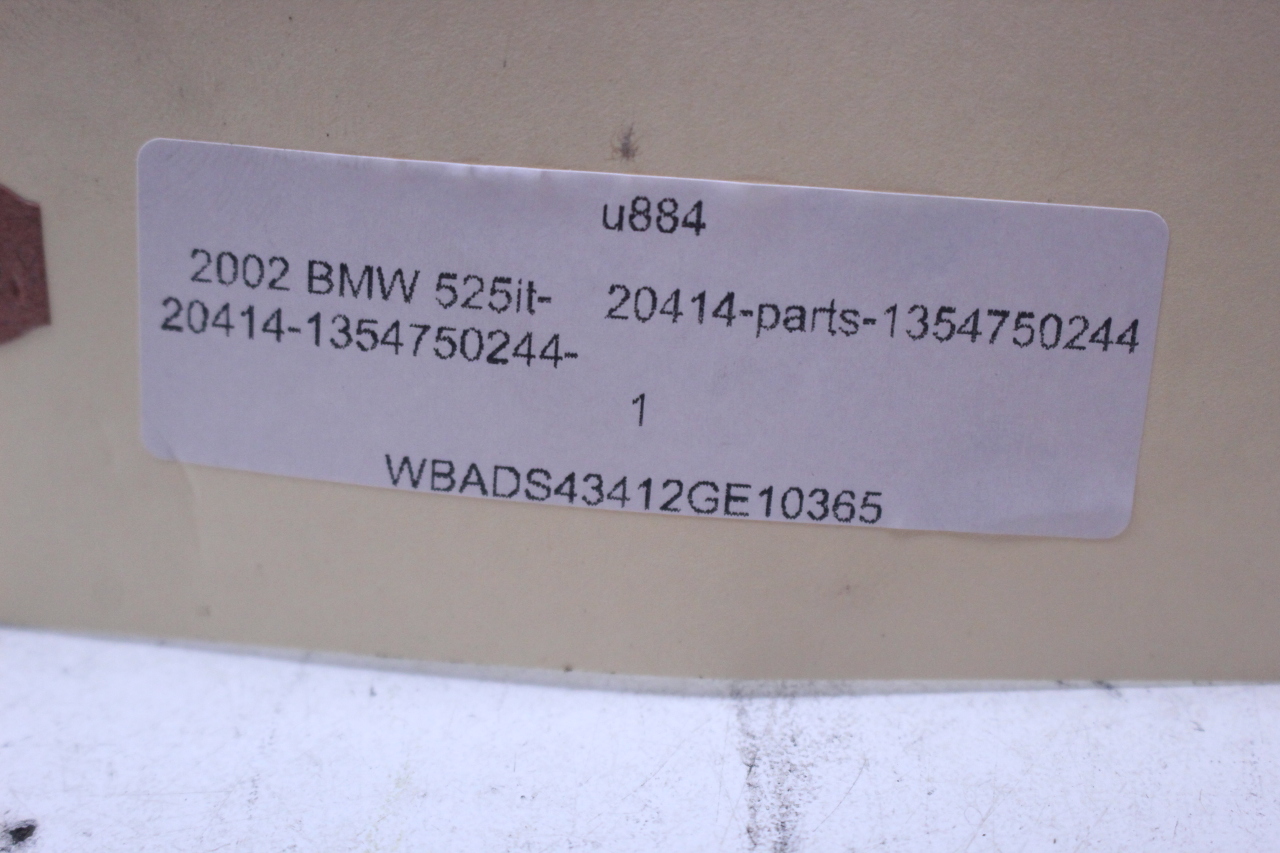 u884
2002 BMW 525it-
20414-1354750244-
20414-parts-1354750244
1
WBADS43412GE10365